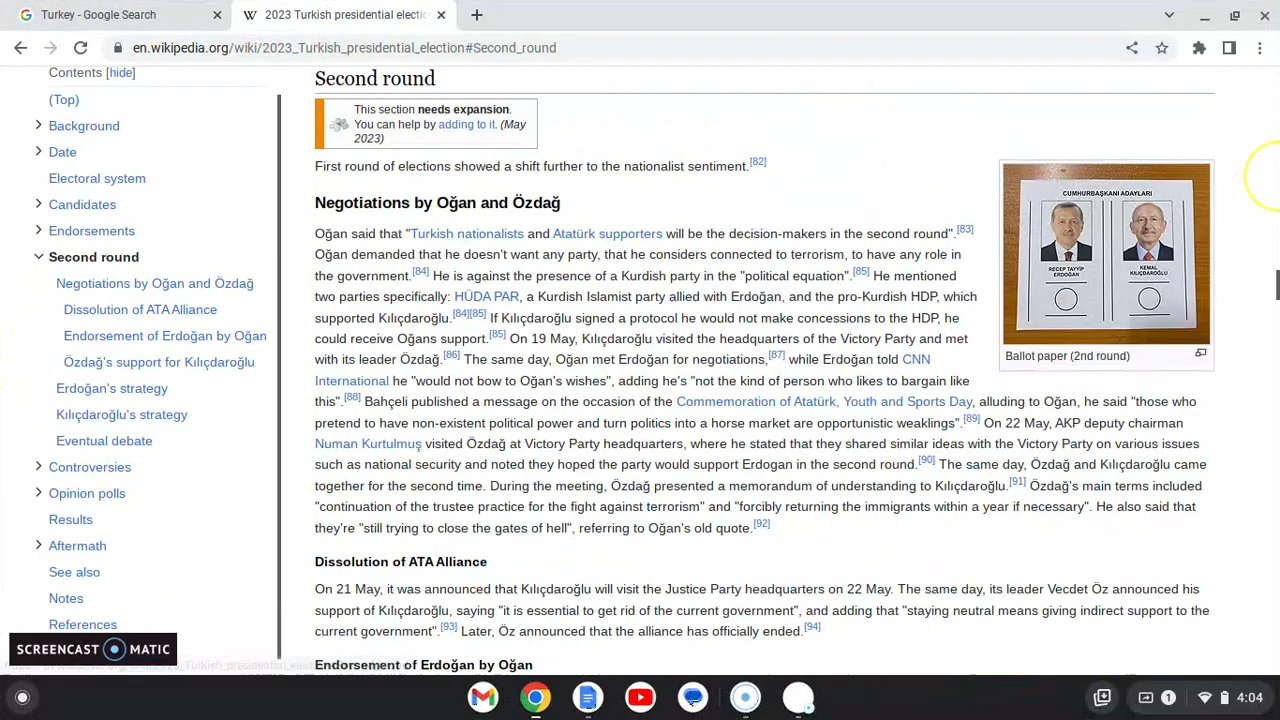 Turkey - Google Search
2023 Turkish presidential electio
en.wikipedia.org/wiki/2023_Turkish_presidential_election#Second_round
Contents [hide]
(Top)
Background
Date
Electoral system
Candidates
Endorsements
Second round
Negotiations by Oğan and Özdağ
Dissolution of ATA Alliance
Endorsement of Erdoğan by Oğan
Özdağ's support for Kılıçdaroğlu
Erdoğan's strategy
Kılıçdaroğlu's strategy
Eventual debate
Controversies
Opinion polls
Results
Aftermath
See also
Notes
References
Second round
This section needs expansion.
You can help by adding to it. (May
2023)
First round of elections showed a shift further to the nationalist sentiment.[82]
Negotiations by Oğan and Özdağ
Oğan said that "Turkish nationalists and Atatürk supporters will be the decision-makers in the second round".[83]
Oğan demanded that he doesn't want any party, that he considers connected to terrorism, to have any role in
the government.[84] He is against the presence of a Kurdish party in the "political equation".[85] He mentioned
two parties specifically: HÜDA PAR, a Kurdish Islamist party allied with Erdoğan, and the pro-Kurdish HDP, which
supported Kılıçdaroğlu.[84][85] If Kılıçdaroğlu signed a protocol he would not make concessions to the HDP, he
could receive Oğans support.[85] On 19 May, Kılıçdaroğlu visited the headquarters of the Victory Party and met
with its leader Özdağ.[86] The same day, Oğan met Erdoğan for negotiations,[87] while Erdoğan told CNN
International he "would not bow to Oğan's wishes", adding he's "not the kind of person who likes to bargain like
this".[88] Bahçeli published a message on the occasion of the Commemoration of Atatürk, Youth and Sports Day, alluding to Oğan, he said "those who
pretend to have non-existent political power and turn politics into a horse market are opportunistic weaklings".[89] On 22 May, AKP deputy chairman
Numan Kurtulmuş visited Özdağ at Victory Party headquarters, where he stated that they shared similar ideas with the Victory Party on various issues
such as national security and noted they hoped the party would support Erdogan in the second round.[90] The same day, Özdağ and Kılıçdaroğlu came
together for the second time. During the meeting, Özdağ presented a memorandum of understanding to Kılıçdaroğlu.[91] Özdağ's main terms included
"continuation of the trustee practice for the fight against terrorism" and "forcibly returning the immigrants within a year if necessary". He also said that
they're "still trying to close the gates of hell", referring to Oğan's old quote.[92]
CUMHURBAŞKANI ADAYLARI
RECEP TAYYİP
ERDOĞAN
KEMAL
KILIÇDAROĞLU
Ballot paper (2nd round)
Dissolution of ATA Alliance
On 21 May, it was announced that Kılıçdaroğlu will visit the Justice Party headquarters on 22 May. The same day, its leader Vecdet Öz announced his
support of Kılıçdaroğlu, saying "it is essential to get rid of the current government", and adding that "staying neutral means giving indirect support to the
current government".[93] Later, Öz announced that the alliance has officially ended.[94]
Endorsement of Erdoğan by Oğan
SCREENCAST MATIC
1
4:04